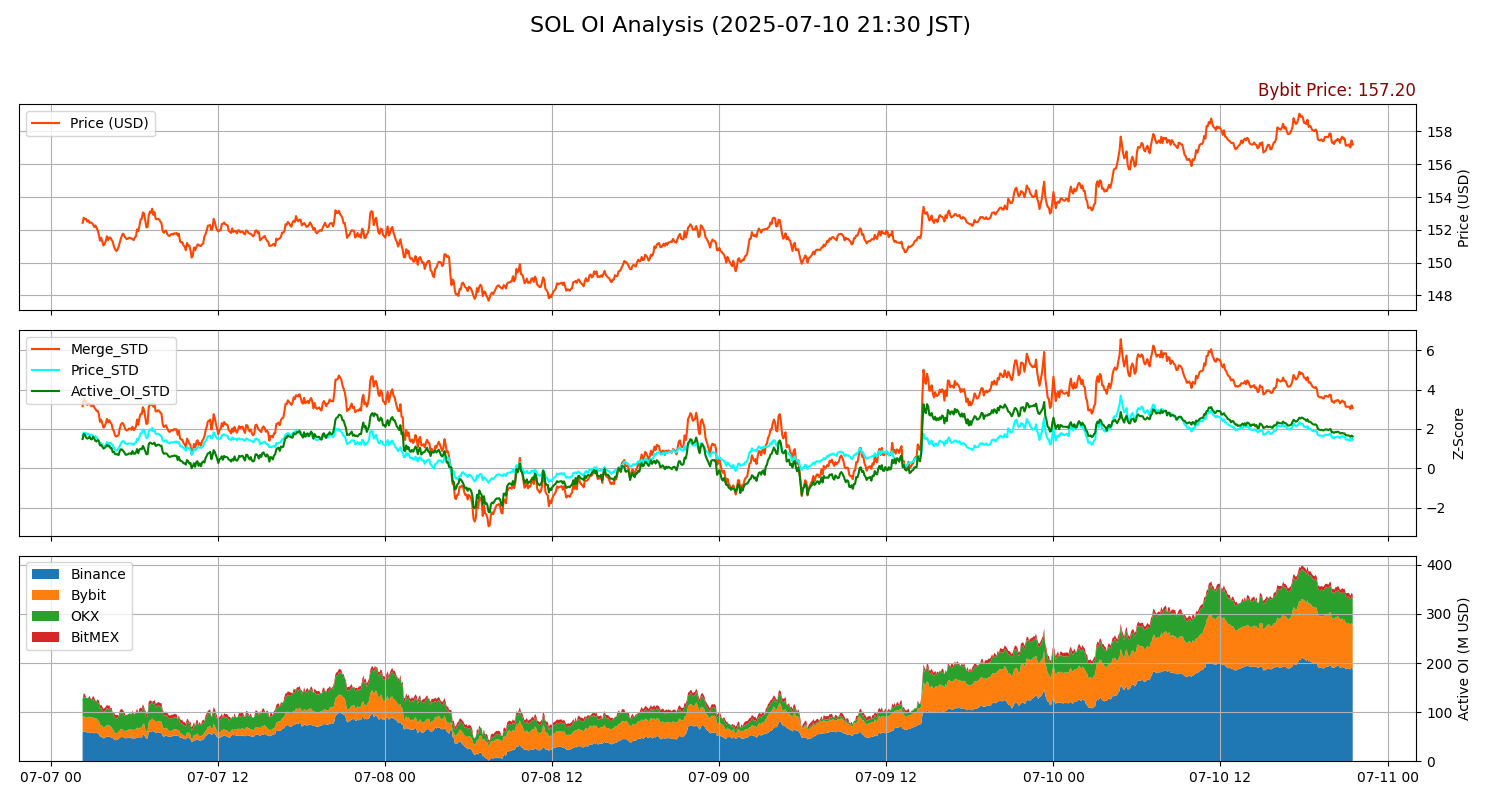 SOL OI Analysis (2025-07-10 21:30 JST)
Bybit Price: 157.20
Price (USD)
158
156
154
152
150
148
Price (USD)
Merge_STD
Price_STD
Active_OI_STD
6
4
2
0
−2
Z-Score
Binance
Bybit
OKX
BitMEX
400
300
200
100
0
Active OI (M USD)
07-07 00
07-07 12
07-08 00
07-08 12
07-09 00
07-09 12
07-10 00
07-10 12
07-11 00